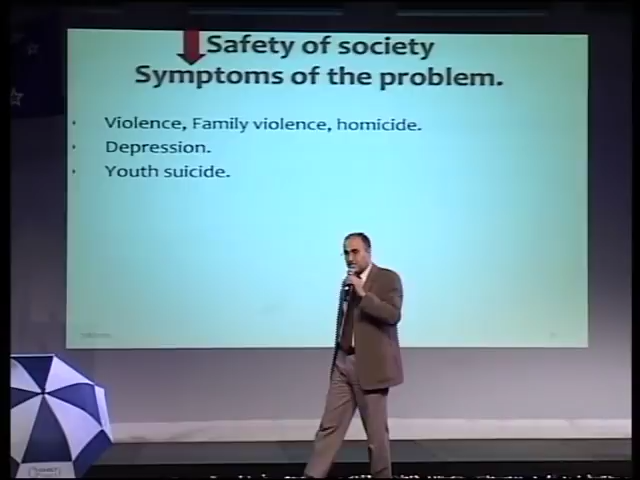 Safety of society
Symptoms of the problem.
Violence, Family violence, homicide.
Depression.
Youth suicide.